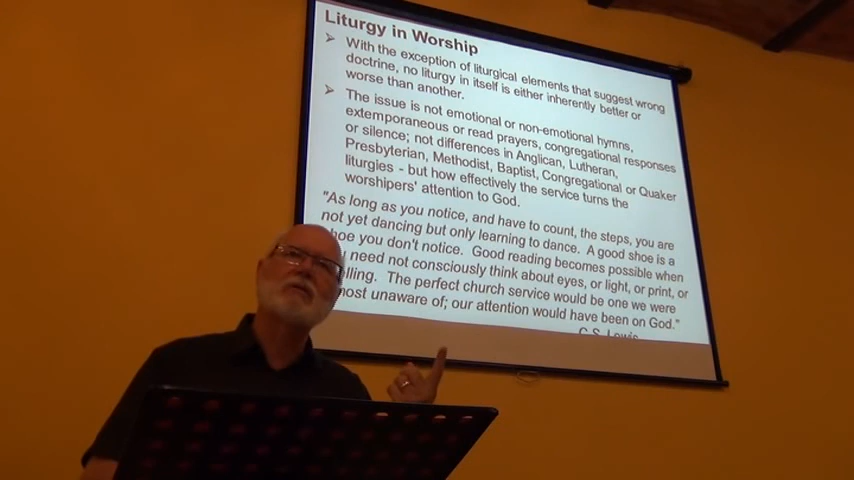 Liturgy in Worship
➢ With the exception of liturgical elements that suggest wrong
doctrine, no liturgy in itself is either inherently better or
worse than another.
➢ The issue is not emotional or non-emotional hymns,
extemporaneous or read prayers, congregational responses
or silence; not differences in Anglican, Lutheran,
Presbyterian, Methodist, Baptist, Congregational or Quaker
liturgies - but how effectively the service turns the
worshipers' attention to God.
"As long as you notice, and have to count, the steps, you are
not yet dancing but only learning to dance. A good shoe is a
shoe you don't notice. Good reading becomes possible when
need not consciously think about eyes, or light, or print, or
The perfect church service would be one we were
most unaware of; our attention would have been on God."
C.S. Lewis